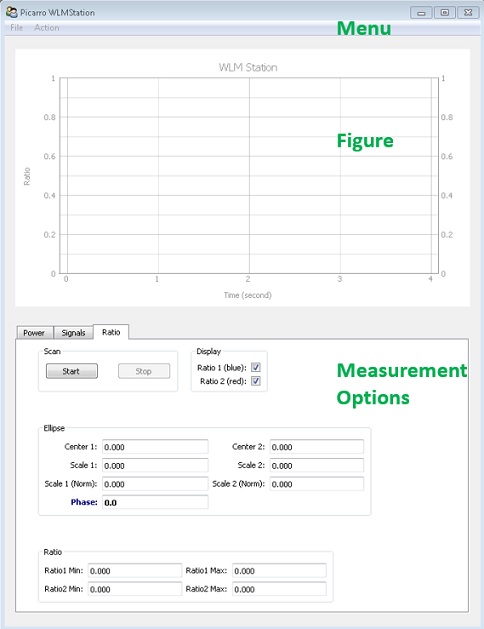 Picarro WLMStation
File Action
Menu
WLM Station
1 1
0.8 0.8
Figure
0.6 0.6
Ratio
0.4 0.4
0.2 0.2
0 0
0 1 2 3 4
Time (second)
Power Signals Ratio
Scan Display
Start Stop Ratio 1 (blue):
Ratio 2 (red):
Measurement
Options
Ellipse
Center 1: 0.000 Center 2: 0.000
Scale 1: 0.000 Scale 2: 0.000
Scale 1 (Norm): 0.000 Scale 2 (Norm): 0.000
Phase: 0.0
Ratio
Ratio1 Min: 0.000 Ratio1 Max: 0.000
Ratio2 Min: 0.000 Ratio2 Max: 0.000